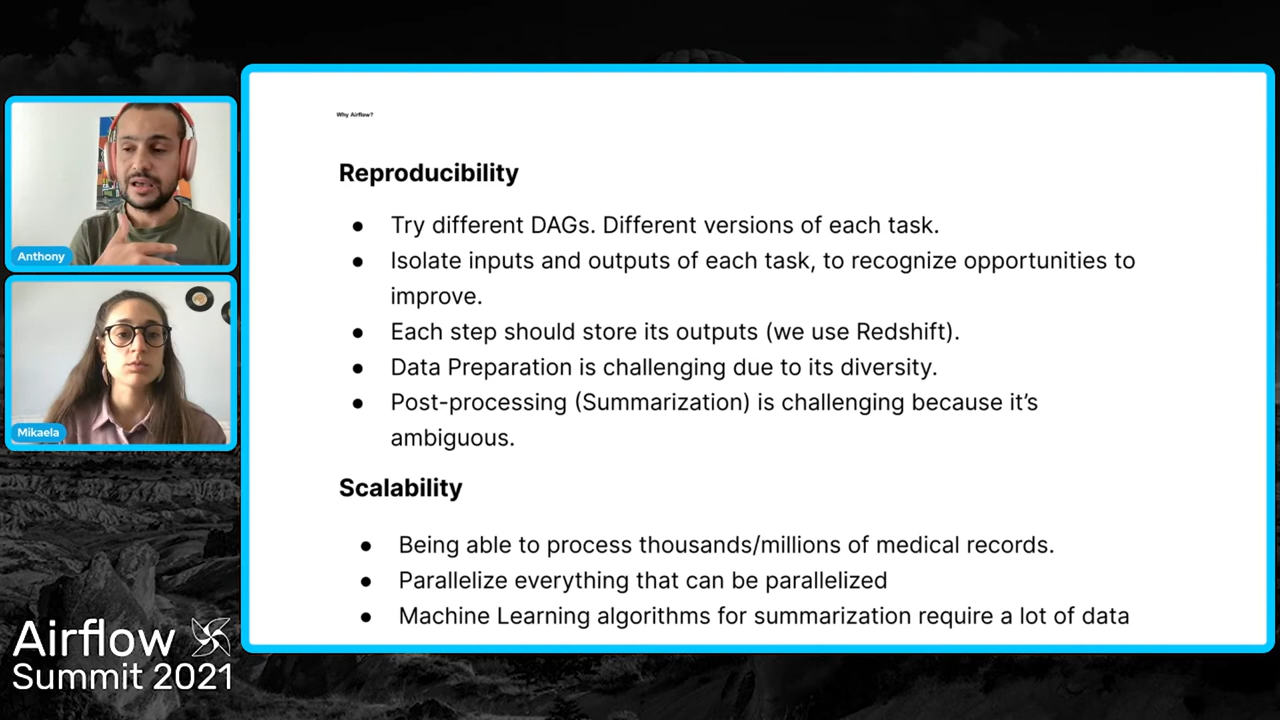 Why Airflow?
Reproducibility
● Try different DAGs. Different versions of each task.
● Isolate inputs and outputs of each task, to recognize opportunities to
improve.
● Each step should store its outputs (we use Redshift).
● Data Preparation is challenging due to its diversity.
● Post-processing (Summarization) is challenging because it’s
ambiguous.
Scalability
● Being able to process thousands/millions of medical records.
● Parallelize everything that can be parallelized
● Machine Learning algorithms for summarization require a lot of data
Anthony
Mikaela
Airflow
Summit 2021